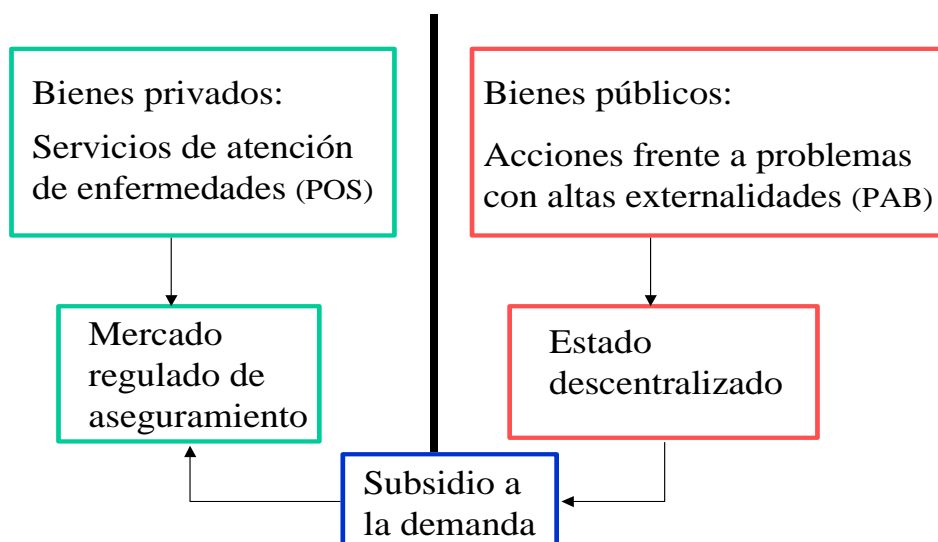 Bienes privados:
Servicios de atención
de enfermedades (POS)
Bienes públicos:
Acciones frente a problemas
con altas externalidades (PAB)
Mercado
regulado de
aseguramiento
Estado
descentralizado
Subsidio a
la demanda